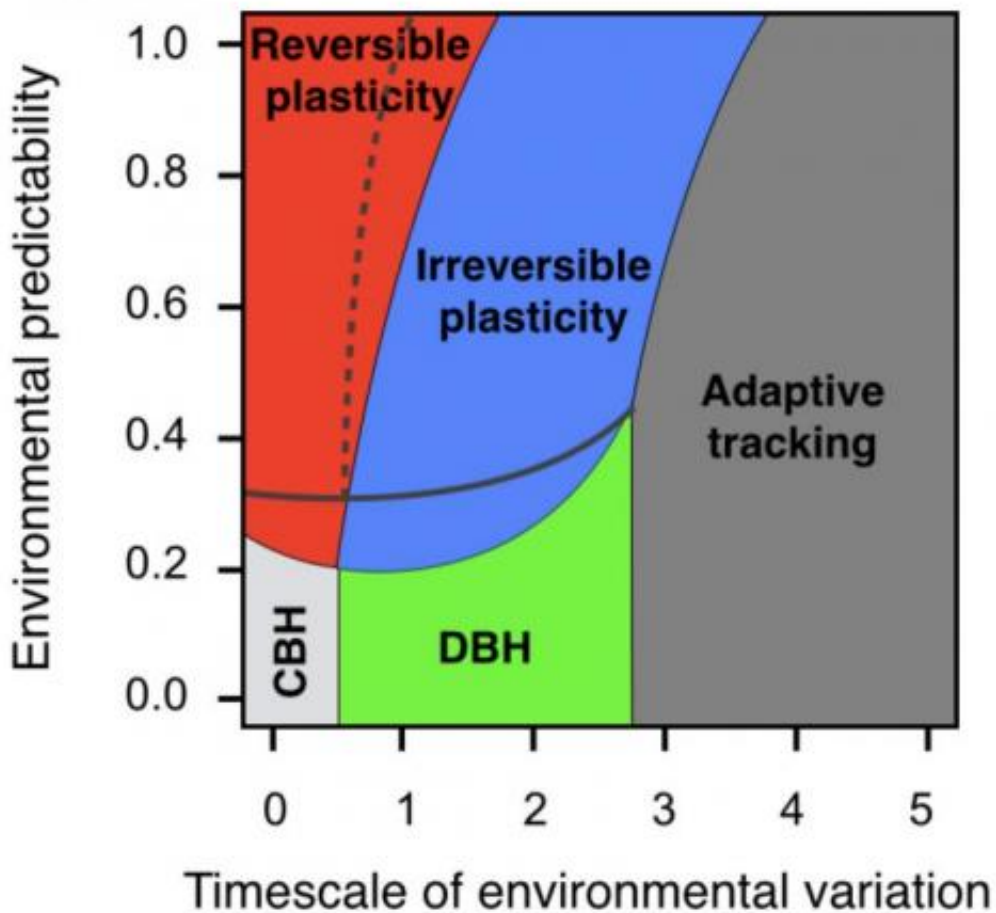 Environmental predictability
1.0
0.8
0.6
0.4
0.2
0.0
Reversible
plasticity
Irreversible
plasticity
Adaptive
tracking
CBH
DBH
0 1 2 3 4 5
Timescale of environmental variation